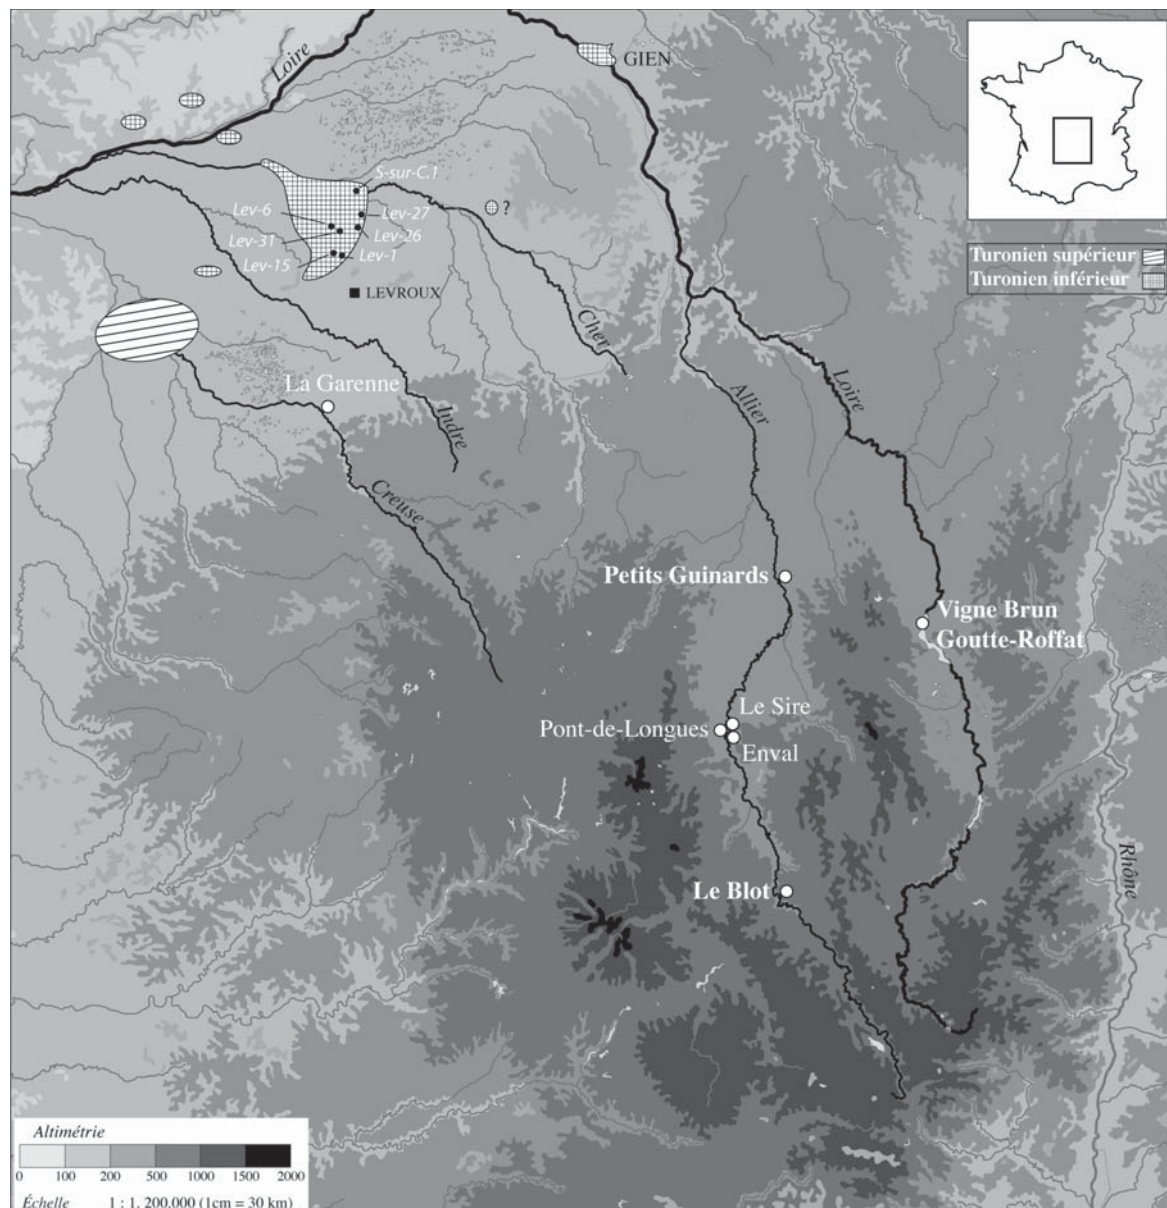 Loire
GIEN
S-sur-C.1
Lev-6
Lev-27
Lev-31
Lev-26
Lev-15
Lev-1
?
LEVROUX
Turonien supérieur
Turonien inférieur
Cher
La Garenne
Indre
Creuse
Allier
Loire
Petits Guinards
Vigne Brun
Goutte-Roffat
Le Sire
Pont-de-Longues
Enval
Le Blot
Rhône
Altimétrie
0 100 200 500 1000 1500 2000
Échelle 1 : 1. 200.000 (1cm = 30 km)